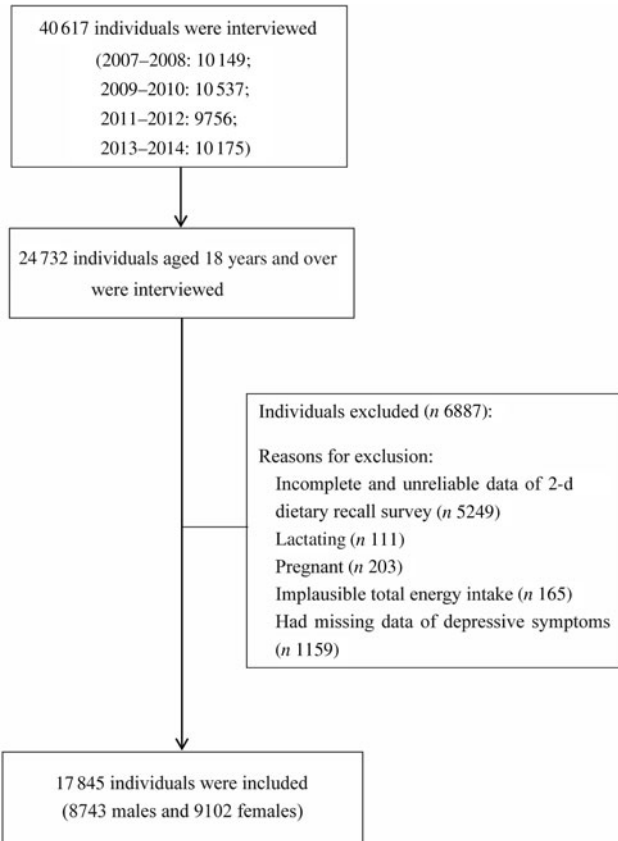 40 617 individuals were interviewed
(2007–2008: 10 149;
2009–2010: 10 537;
2011–2012: 9756;
2013–2014: 10 175)
24 732 individuals aged 18 years and over
were interviewed
Individuals excluded (n 6887):
Reasons for exclusion:
Incomplete and unreliable data of 2-d
dietary recall survey (n 5249)
Lactating (n 111)
Pregnant (n 203)
Implausible total energy intake (n 165)
Had missing data of depressive symptoms
(n 1159)
17 845 individuals were included
(8743 males and 9102 females)